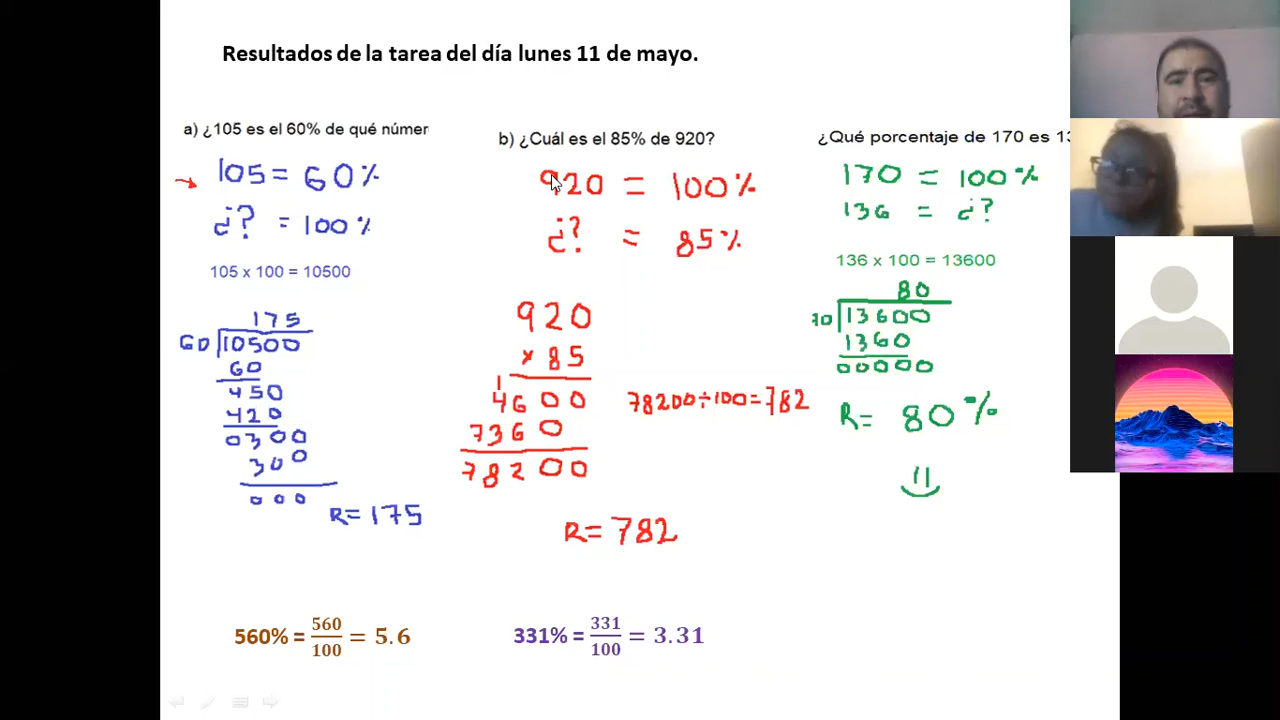 Resultados de la tarea del día lunes 11 de mayo.
a) ¿105 es el 60% de qué númer
105 = 60%
¿? = 100%
105 x 100 = 10500
175
60 10500
60
450
420
0300
300
000
R= 175
b) ¿Cuál es el 85% de 920?
920 = 100%
¿? = 85%
920
x 85
1
4600
7360
78200
78200÷100=782
R= 782
¿Qué porcentaje de 170 es 13
170 = 100%
136 = ¿?
136 x 100 = 13600
80
70 13600
1360
00000
R= 80%
560% = 560/100 = 5.6
331% = 331/100 = 3.31